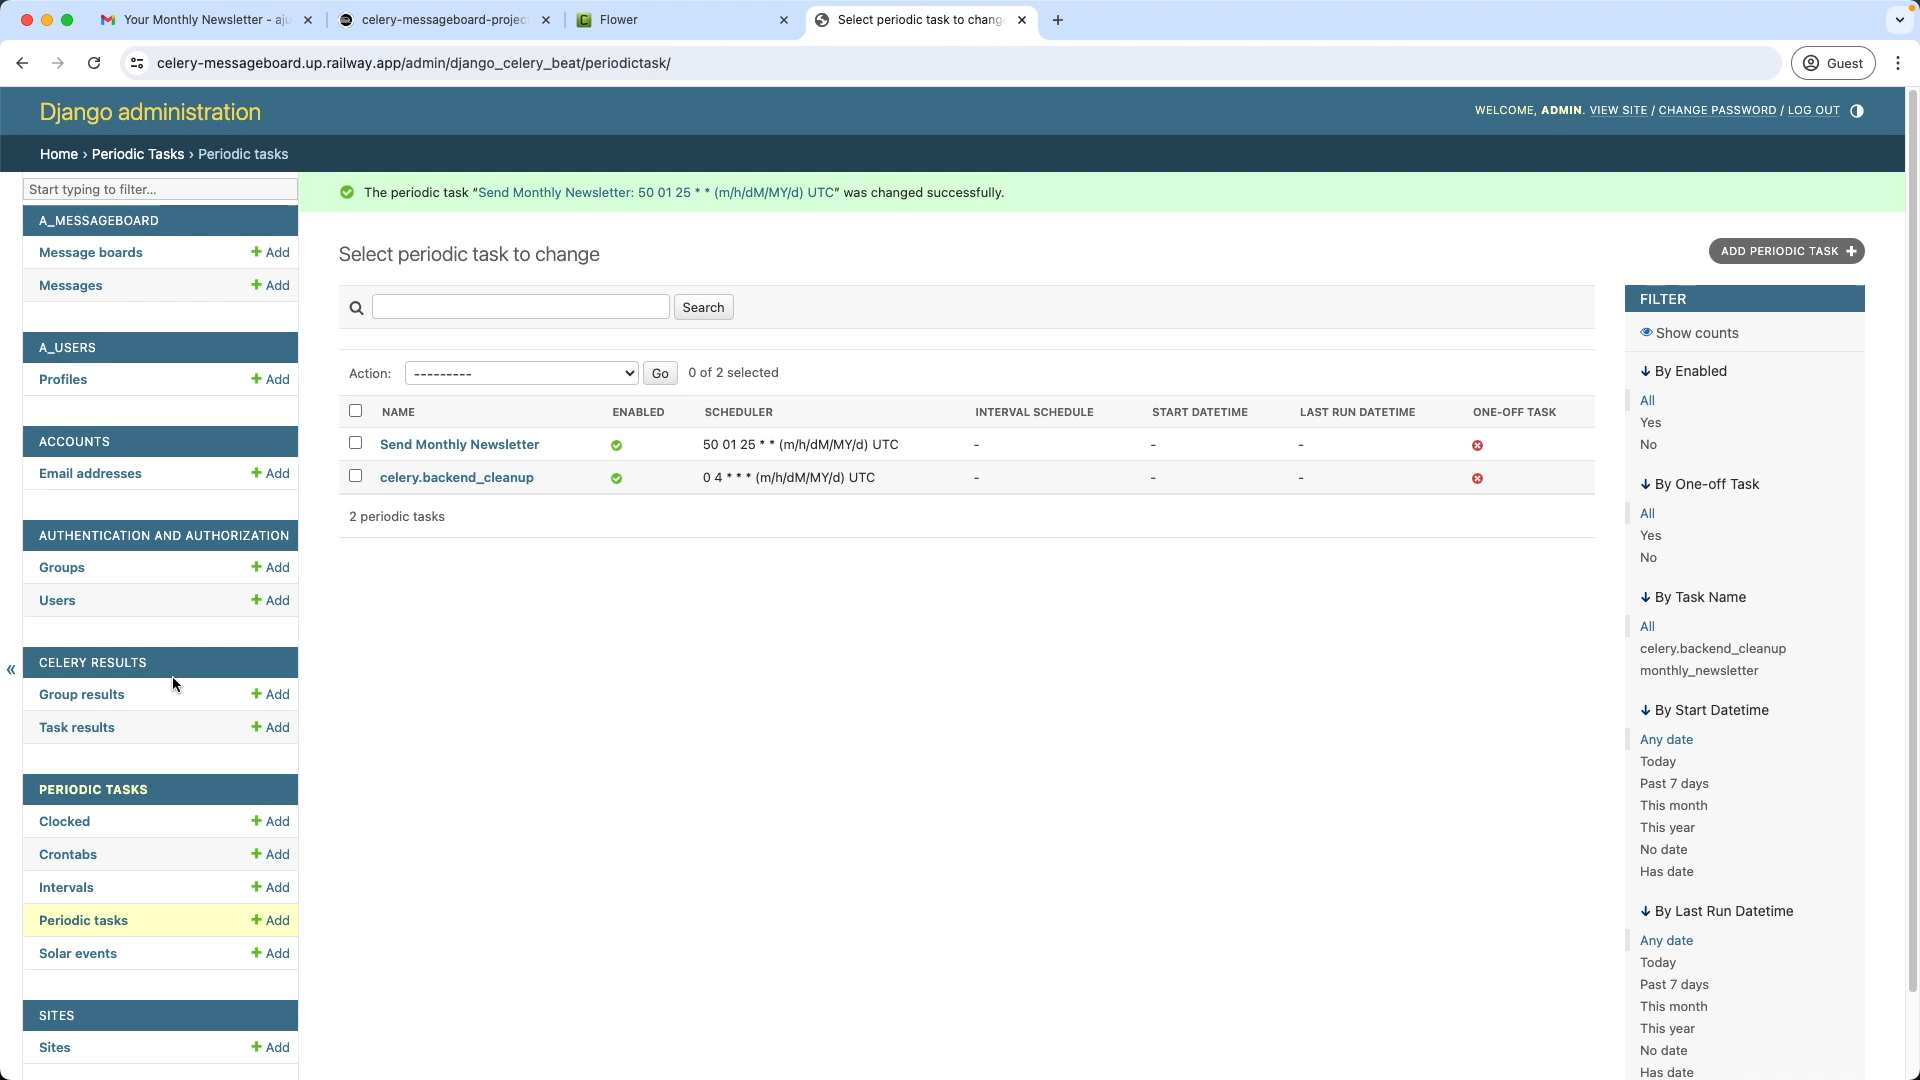 Your Monthly Newsletter - aju
celery-messageboard-projec
Flower
Select periodic task to change
celery-messageboard.up.railway.app/admin/django_celery_beat/periodictask/
Guest
Django administration
WELCOME, ADMIN. VIEW SITE / CHANGE PASSWORD / LOG OUT
Home › Periodic Tasks › Periodic tasks
Start typing to filter...
A_MESSAGEBOARD
Message boards + Add
Messages + Add
A_USERS
Profiles + Add
ACCOUNTS
Email addresses + Add
AUTHENTICATION AND AUTHORIZATION
Groups + Add
Users + Add
CELERY RESULTS
Group results + Add
Task results + Add
PERIODIC TASKS
Clocked + Add
Crontabs + Add
Intervals + Add
Periodic tasks + Add
Solar events + Add
SITES
Sites + Add
«
The periodic task “Send Monthly Newsletter: 50 01 25 * * (m/h/dM/MY/d) UTC” was changed successfully.
Select periodic task to change
ADD PERIODIC TASK +
Search
Action: --------- Go 0 of 2 selected
NAME ENABLED SCHEDULER INTERVAL SCHEDULE START DATETIME LAST RUN DATETIME ONE-OFF TASK
Send Monthly Newsletter 50 01 25 * * (m/h/dM/MY/d) UTC - - -
celery.backend_cleanup 0 4 * * * (m/h/dM/MY/d) UTC - - -
2 periodic tasks
FILTER
Show counts
↓ By Enabled
All
Yes
No
↓ By One-off Task
All
Yes
No
↓ By Task Name
All
celery.backend_cleanup
monthly_newsletter
↓ By Start Datetime
Any date
Today
Past 7 days
This month
This year
No date
Has date
↓ By Last Run Datetime
Any date
Today
Past 7 days
This month
This year
No date
Has date